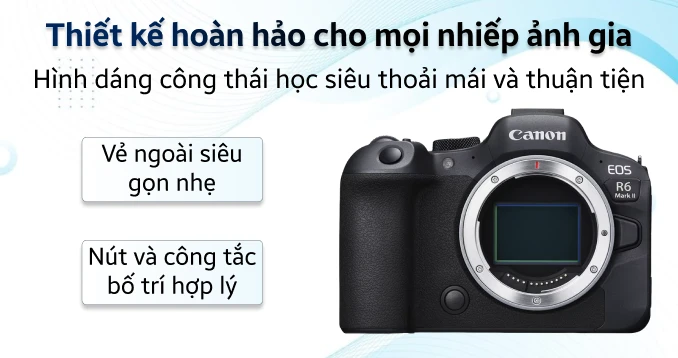 Thiết kế hoàn hảo cho mọi nhiếp ảnh gia
Hình dáng công thái học siêu thoải mái và thuận tiện
Vẻ ngoài siêu
gọn nhẹ
Nút và công tắc
bố trí hợp lý
Canon
EOS
R6
Mark II